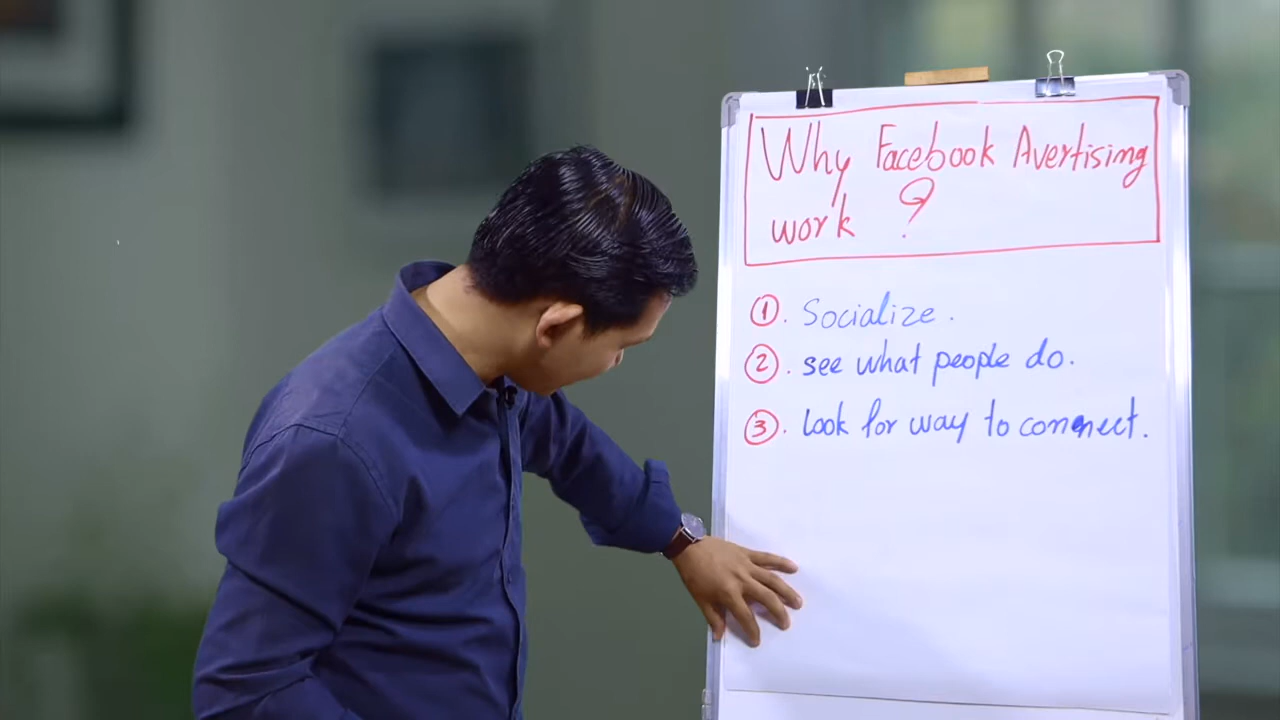 Why Facebook Avertising
work ?
1. Socialize.
2. see what people do.
3. Look for way to connect.